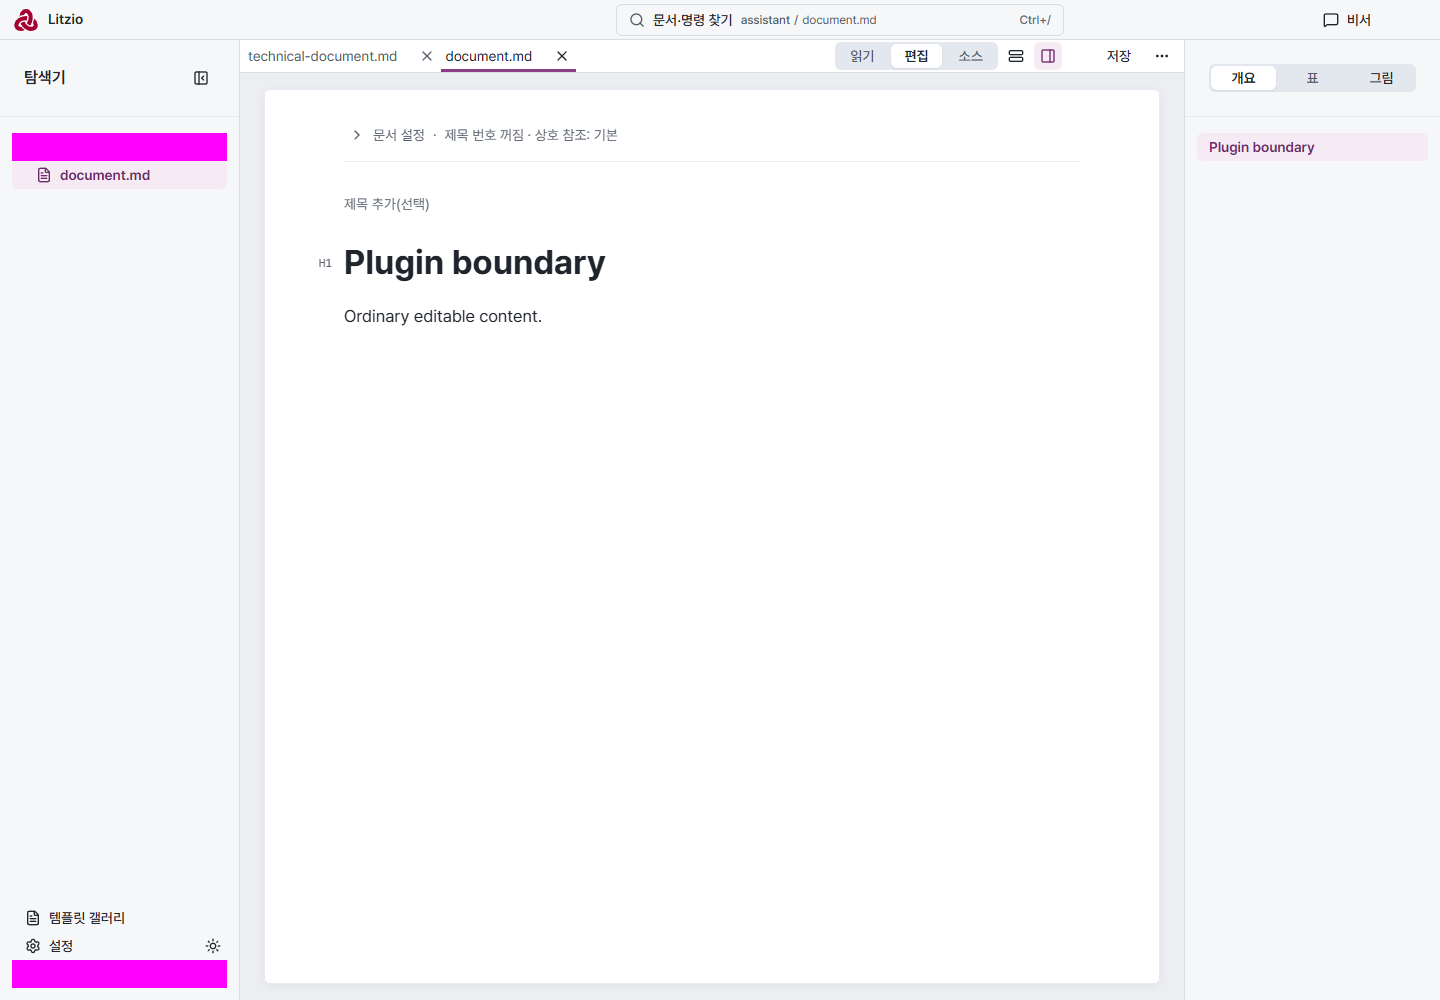 Litzio
문서·명령 찾기 assistant / document.md Ctrl+/
비서
탐색기
document.md
템플릿 갤러리
설정
technical-document.md
document.md
읽기 편집 소스
저장
문서 설정 · 제목 번호 꺼짐 · 상호 참조: 기본
제목 추가(선택)
H1 Plugin boundary
Ordinary editable content.
개요 표 그림
Plugin boundary